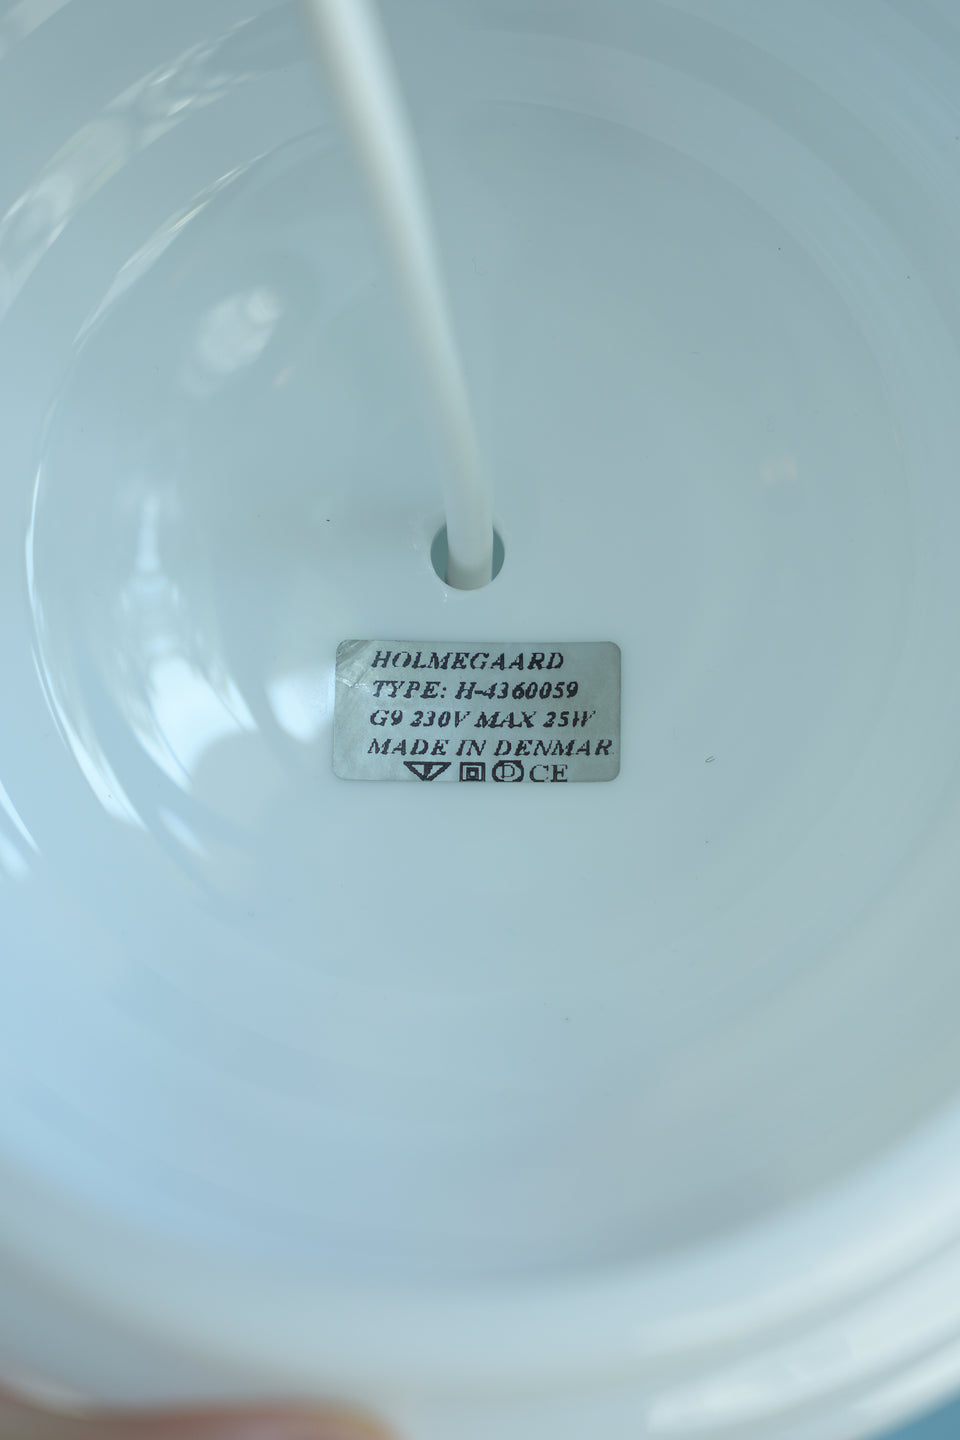 HOLMEGAARD
TYPE: H-4360059
G9 230V MAX 25W
MADE IN DENMAR
D CE